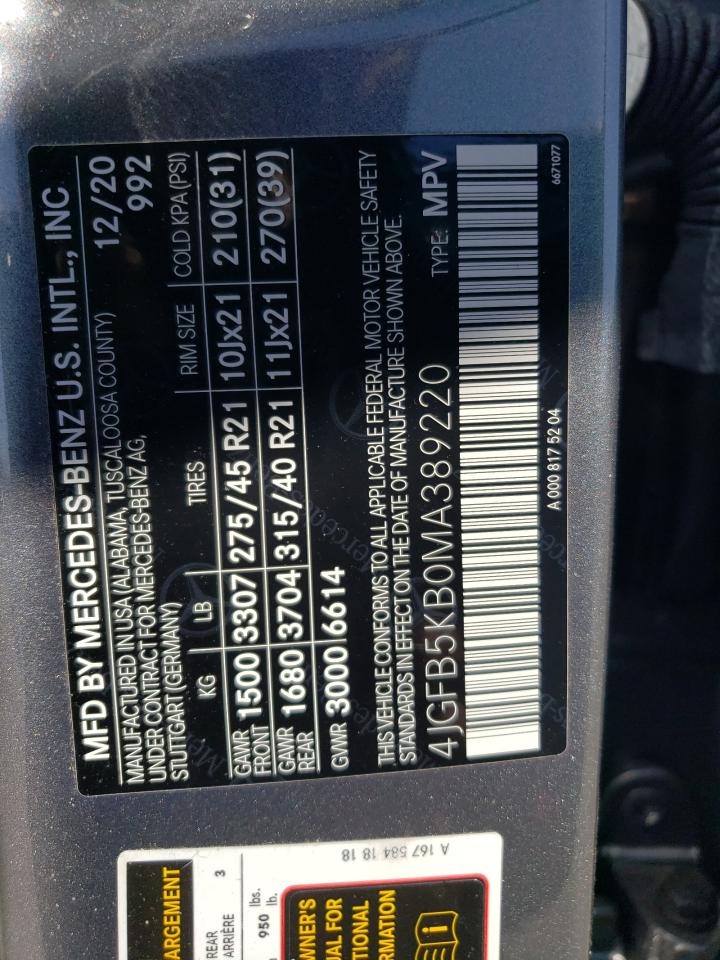 MFD BY MERCEDES-BENZ U.S. INTL., INC
MANUFACTURED IN USA (ALABAMA, TUSCALOOSA COUNTY) 12/20
UNDER CONTRACT FOR MERCEDES-BENZ AG, 992
STUTTGART (GERMANY)
KG LB TIRES RIM SIZE COLD KPA (PSI)
GAWR FRONT 1500 3307 275/45 R21 10Jx21 210(31)
GAWR REAR 1680 3704 315/40 R21 11Jx21 270(39)
GVWR 3000 6614
THIS VEHICLE CONFORMS TO ALL APPLICABLE FEDERAL MOTOR VEHICLE SAFETY
STANDARDS IN EFFECT ON THE DATE OF MANUFACTURE SHOWN ABOVE.
4JGFB5KB0MA389220 TYPE: MPV
A 000 817 52 04 6671077
A 167 584 18 18
ARGEMENT
REAR
ARRIÈRE 3
950 lbs.
lb.
WNER'S
UAL FOR
TIONAL
RMATION